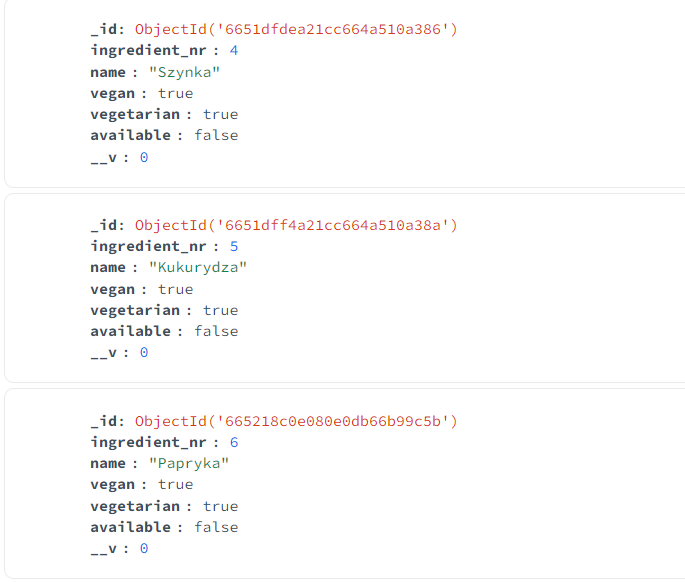 _id: ObjectId('6651dfdea21cc664a510a386')
ingredient_nr : 4
name : "Szynka"
vegan : true
vegetarian : true
available : false
__v : 0
_id: ObjectId('6651dff4a21cc664a510a38a')
ingredient_nr : 5
name : "Kukurydza"
vegan : true
vegetarian : true
available : false
__v : 0
_id: ObjectId('665218c0e080e0db66b99c5b')
ingredient_nr : 6
name : "Papryka"
vegan : true
vegetarian : true
available : false
__v : 0